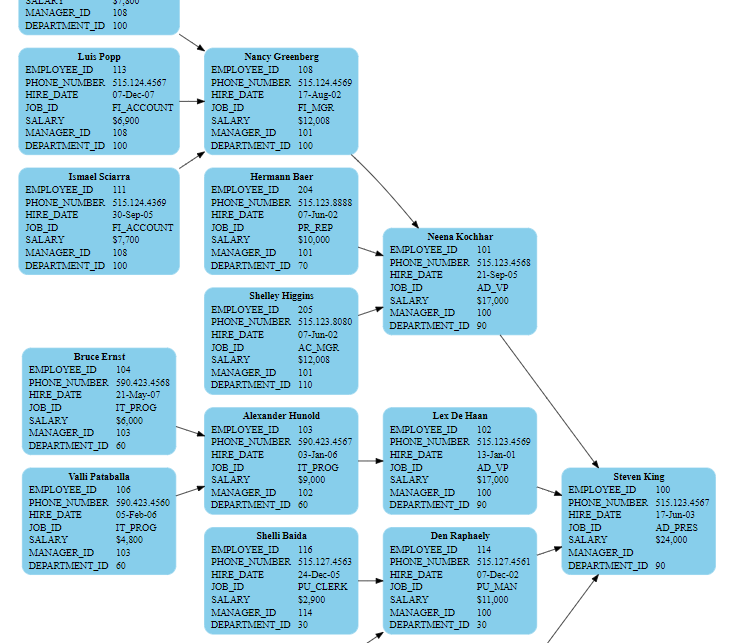 SALARY $7,800
MANAGER_ID 108
DEPARTMENT_ID 100
Luis Popp
EMPLOYEE_ID 113
PHONE_NUMBER 515.124.4567
HIRE_DATE 07-Dec-07
JOB_ID FI_ACCOUNT
SALARY $6,900
MANAGER_ID 108
DEPARTMENT_ID 100
Nancy Greenberg
EMPLOYEE_ID 108
PHONE_NUMBER 515.124.4569
HIRE_DATE 17-Aug-02
JOB_ID FI_MGR
SALARY $12,008
MANAGER_ID 101
DEPARTMENT_ID 100
Ismael Sciarra
EMPLOYEE_ID 111
PHONE_NUMBER 515.124.4369
HIRE_DATE 30-Sep-05
JOB_ID FI_ACCOUNT
SALARY $7,700
MANAGER_ID 108
DEPARTMENT_ID 100
Hermann Baer
EMPLOYEE_ID 204
PHONE_NUMBER 515.123.8888
HIRE_DATE 07-Jun-02
JOB_ID PR_REP
SALARY $10,000
MANAGER_ID 101
DEPARTMENT_ID 70
Neena Kochhar
EMPLOYEE_ID 101
PHONE_NUMBER 515.123.4568
HIRE_DATE 21-Sep-05
JOB_ID AD_VP
SALARY $17,000
MANAGER_ID 100
DEPARTMENT_ID 90
Shelley Higgins
EMPLOYEE_ID 205
PHONE_NUMBER 515.123.8080
HIRE_DATE 07-Jun-02
JOB_ID AC_MGR
SALARY $12,008
MANAGER_ID 101
DEPARTMENT_ID 110
Bruce Ernst
EMPLOYEE_ID 104
PHONE_NUMBER 590.423.4568
HIRE_DATE 21-May-07
JOB_ID IT_PROG
SALARY $6,000
MANAGER_ID 103
DEPARTMENT_ID 60
Alexander Hunold
EMPLOYEE_ID 103
PHONE_NUMBER 590.423.4567
HIRE_DATE 03-Jan-06
JOB_ID IT_PROG
SALARY $9,000
MANAGER_ID 102
DEPARTMENT_ID 60
Lex De Haan
EMPLOYEE_ID 102
PHONE_NUMBER 515.123.4569
HIRE_DATE 13-Jan-01
JOB_ID AD_VP
SALARY $17,000
MANAGER_ID 100
DEPARTMENT_ID 90
Valli Pataballa
EMPLOYEE_ID 106
PHONE_NUMBER 590.423.4560
HIRE_DATE 05-Feb-06
JOB_ID IT_PROG
SALARY $4,800
MANAGER_ID 103
DEPARTMENT_ID 60
Steven King
EMPLOYEE_ID 100
PHONE_NUMBER 515.123.4567
HIRE_DATE 17-Jun-03
JOB_ID AD_PRES
SALARY $24,000
MANAGER_ID
DEPARTMENT_ID 90
Shelli Baida
EMPLOYEE_ID 116
PHONE_NUMBER 515.127.4563
HIRE_DATE 24-Dec-05
JOB_ID PU_CLERK
SALARY $2,900
MANAGER_ID 114
DEPARTMENT_ID 30
Den Raphaely
EMPLOYEE_ID 114
PHONE_NUMBER 515.127.4561
HIRE_DATE 07-Dec-02
JOB_ID PU_MAN
SALARY $11,000
MANAGER_ID 100
DEPARTMENT_ID 30